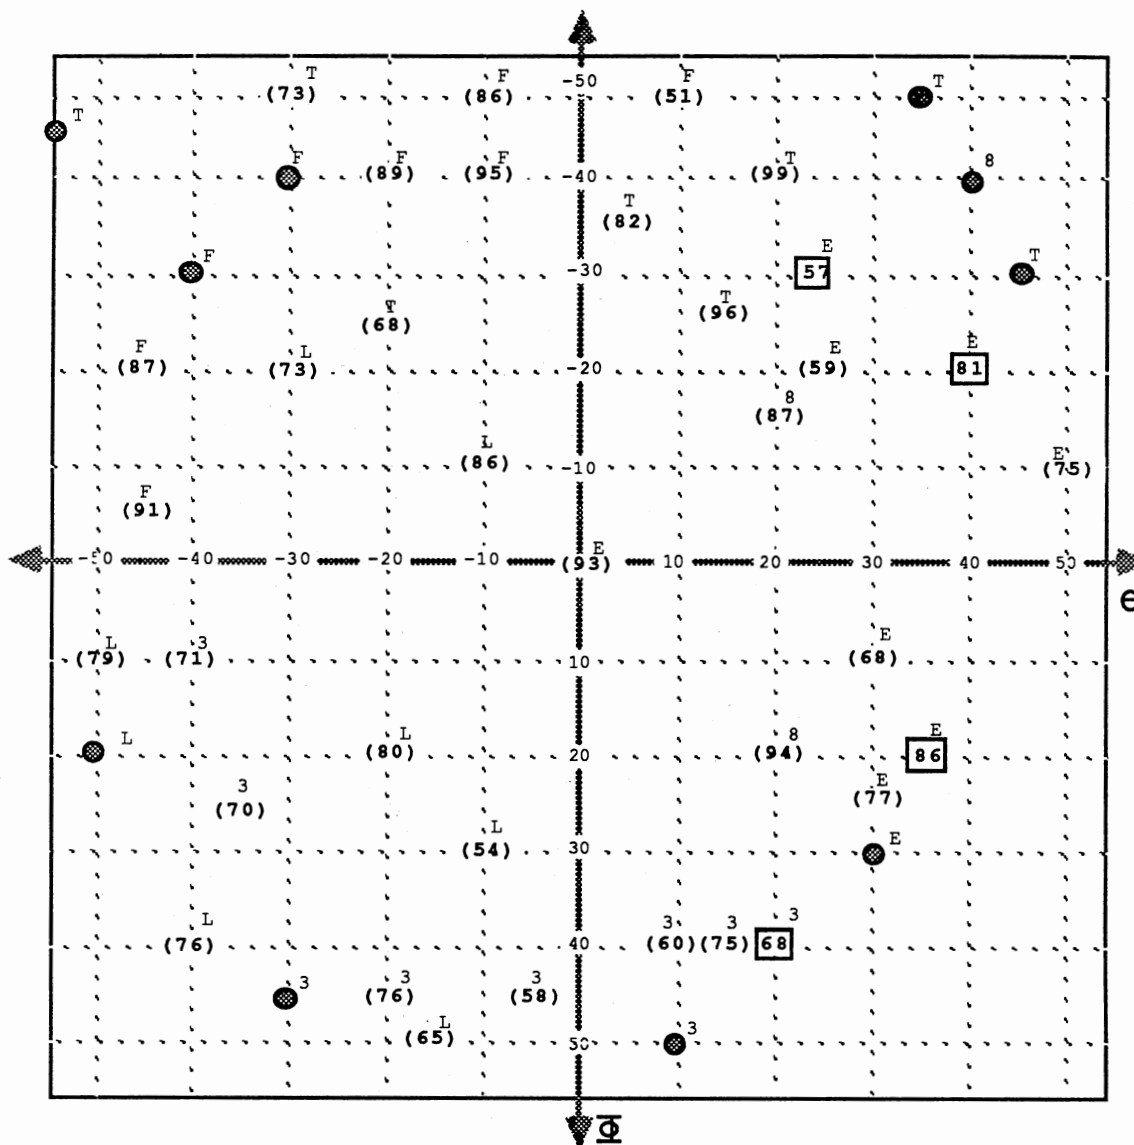 T F -50 F T
(73) (86) (51)
T
F F F -40 T 8
(89) (95) (99)
T
(82)
F -30 E T
57
T T
(68) (96)
F L -20 E E
(87) (73) (59) 81
8
(87)
L -10 E
(86) (75)
F
(91)
-50 -40 -30 -20 -10 E 10 20 30 40 50
(93)
Θ
L 3 10 E
(79) (71) (68)
L L 20 8 E
(80) (94) 86
3 E
(70) (77)
L 30 E
(54)
L 40 3 3 3
(76) (60) (75) 68
3 3 3
(76) (58)
L 50 3
(65)
Φ